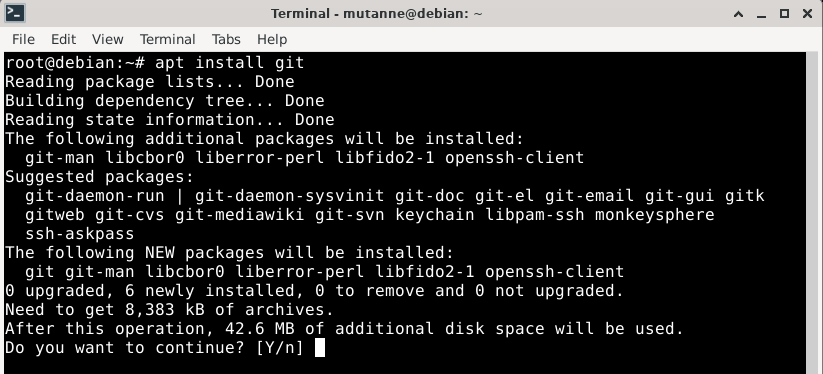 Terminal - mutanne@debian: ~
File Edit View Terminal Tabs Help
root@debian:~# apt install git
Reading package lists... Done
Building dependency tree... Done
Reading state information... Done
The following additional packages will be installed:
  git-man libcbor0 liberror-perl libfido2-1 openssh-client
Suggested packages:
  git-daemon-run | git-daemon-sysvinit git-doc git-el git-email git-gui gitk
  gitweb git-cvs git-mediawiki git-svn keychain libpam-ssh monkeysphere
  ssh-askpass
The following NEW packages will be installed:
  git git-man libcbor0 liberror-perl libfido2-1 openssh-client
0 upgraded, 6 newly installed, 0 to remove and 0 not upgraded.
Need to get 8,383 kB of archives.
After this operation, 42.6 MB of additional disk space will be used.
Do you want to continue? [Y/n]